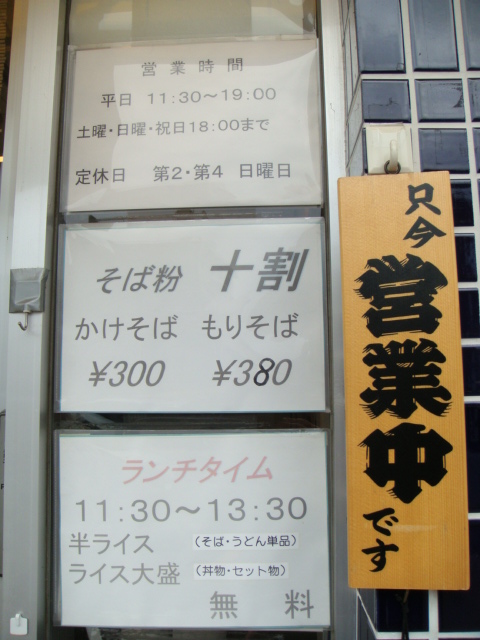 営業時間
平日 11:30〜19:00
土曜・日曜・祝日18:00まで
定休日 第2・第4 日曜日
そば粉 十割
かけそば もりそば
¥300 ¥380
ランチタイム
11:30〜13:30
半ライス (そば・うどん単品)
ライス大盛 (丼物・セット物)
無料
只今
営業中
です